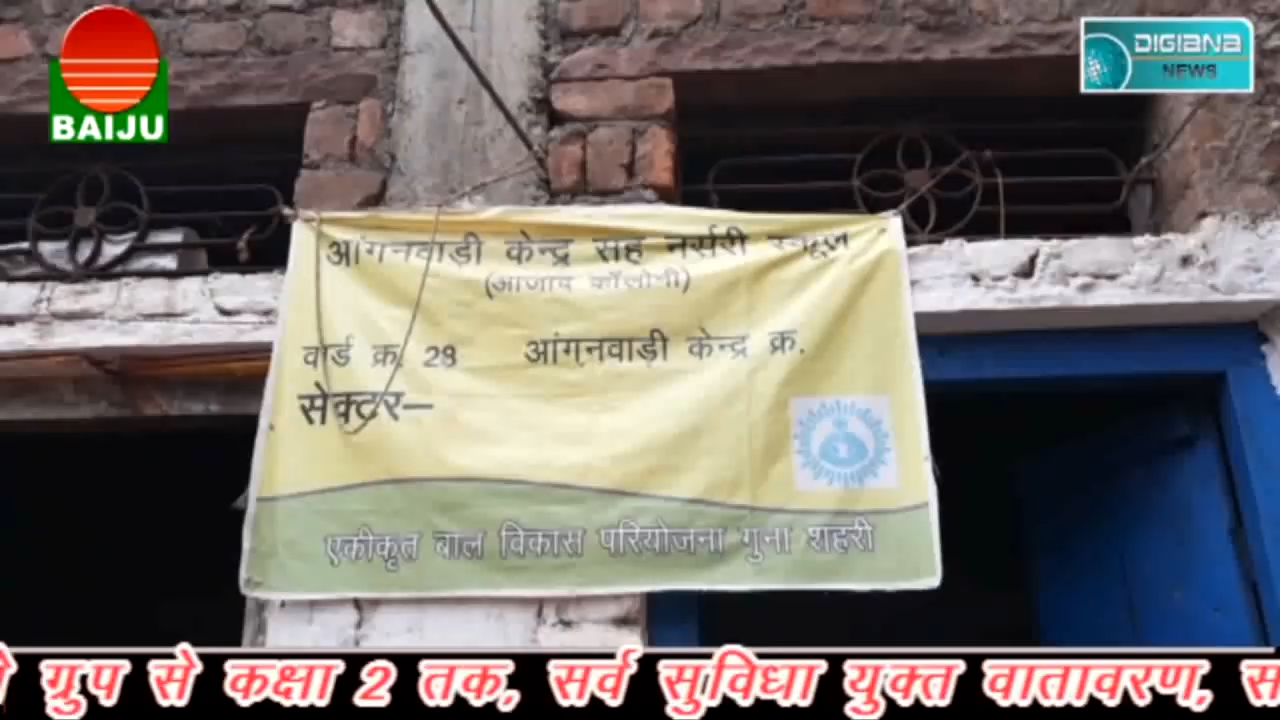 BAIJU
DIGIANA
NEWS
आंगनवाड़ी केन्द्र सह नर्सरी स्कूल
(आजाद कॉलोनी)
वार्ड क्र. 28 आंगनवाड़ी केन्द्र क्र.
सेक्टर–
एकीकृत बाल विकास परियोजना गुना शहरी
ग्रुप से कक्षा 2 तक, सर्व सुविधा युक्त वातावरण,